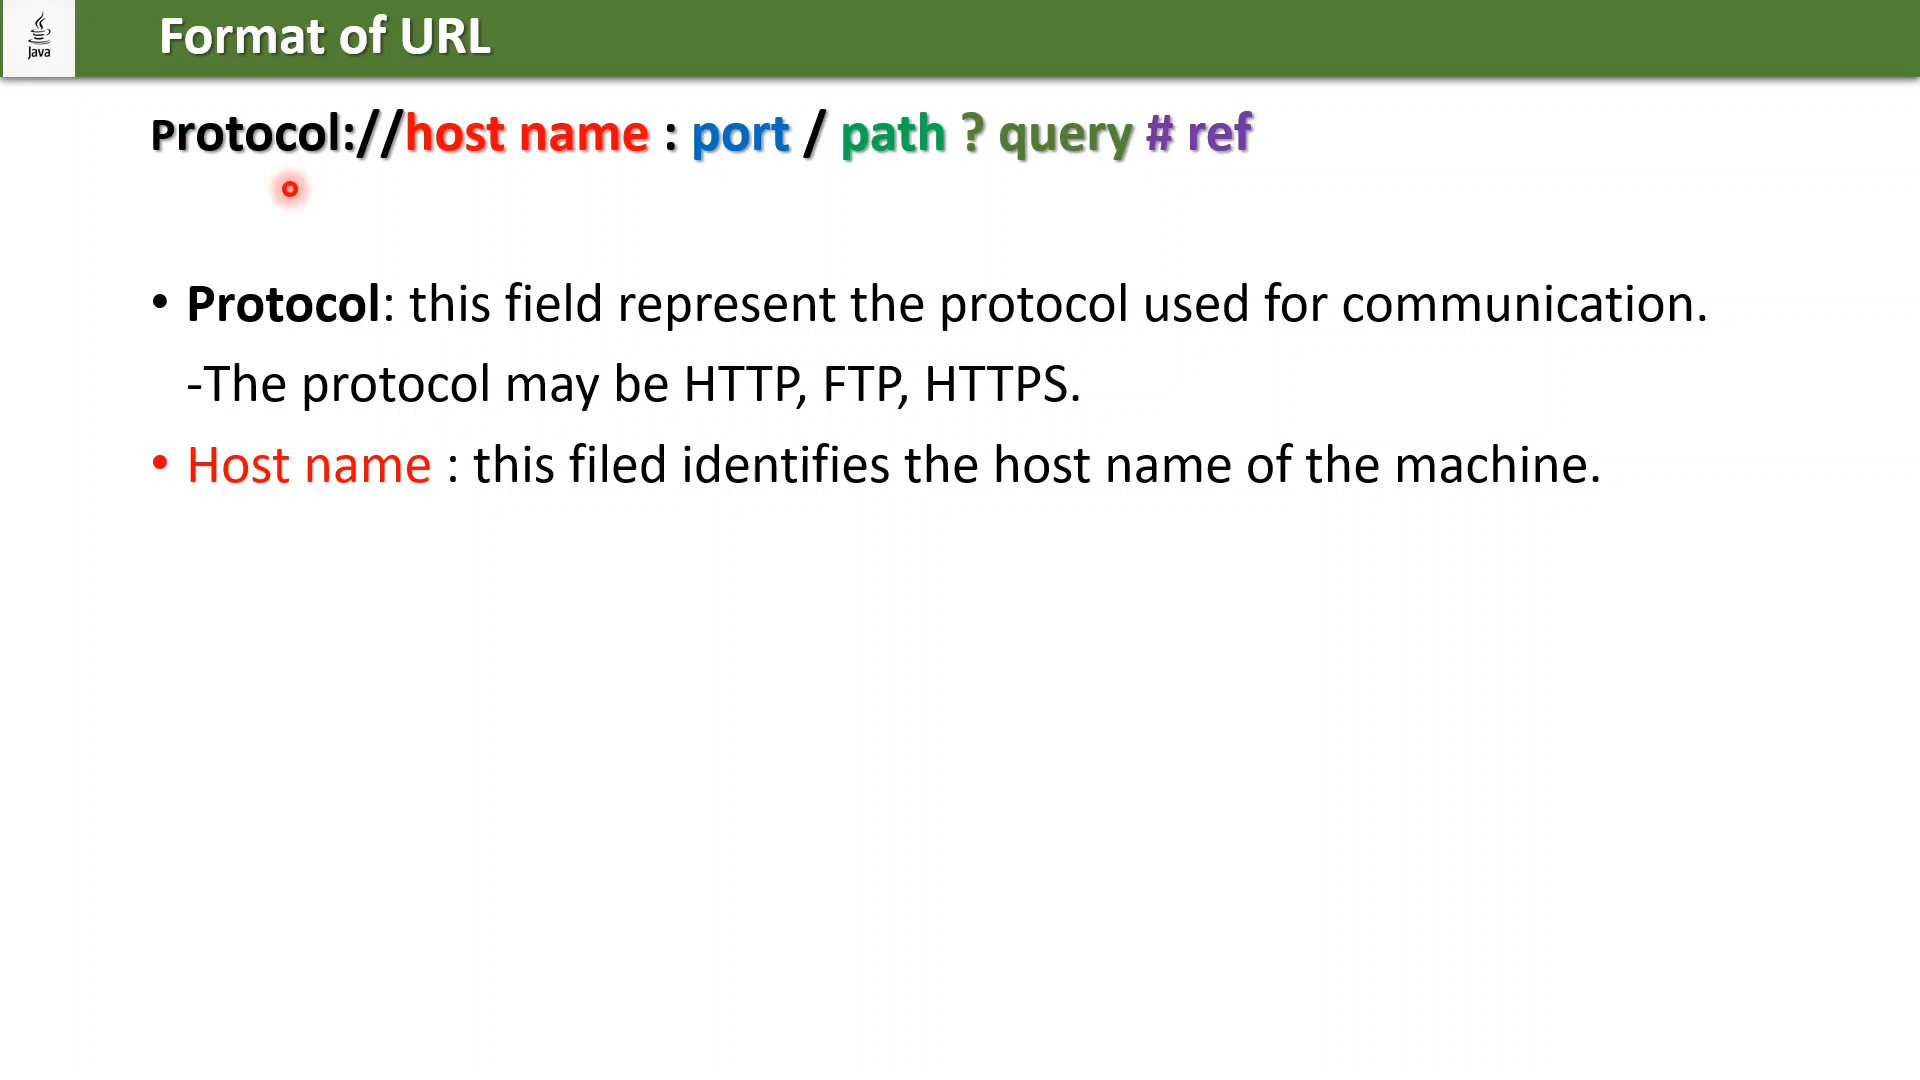 Java
Format of URL
Protocol://host name : port / path ? query # ref
• Protocol: this field represent the protocol used for communication.
-The protocol may be HTTP, FTP, HTTPS.
• Host name : this filed identifies the host name of the machine.